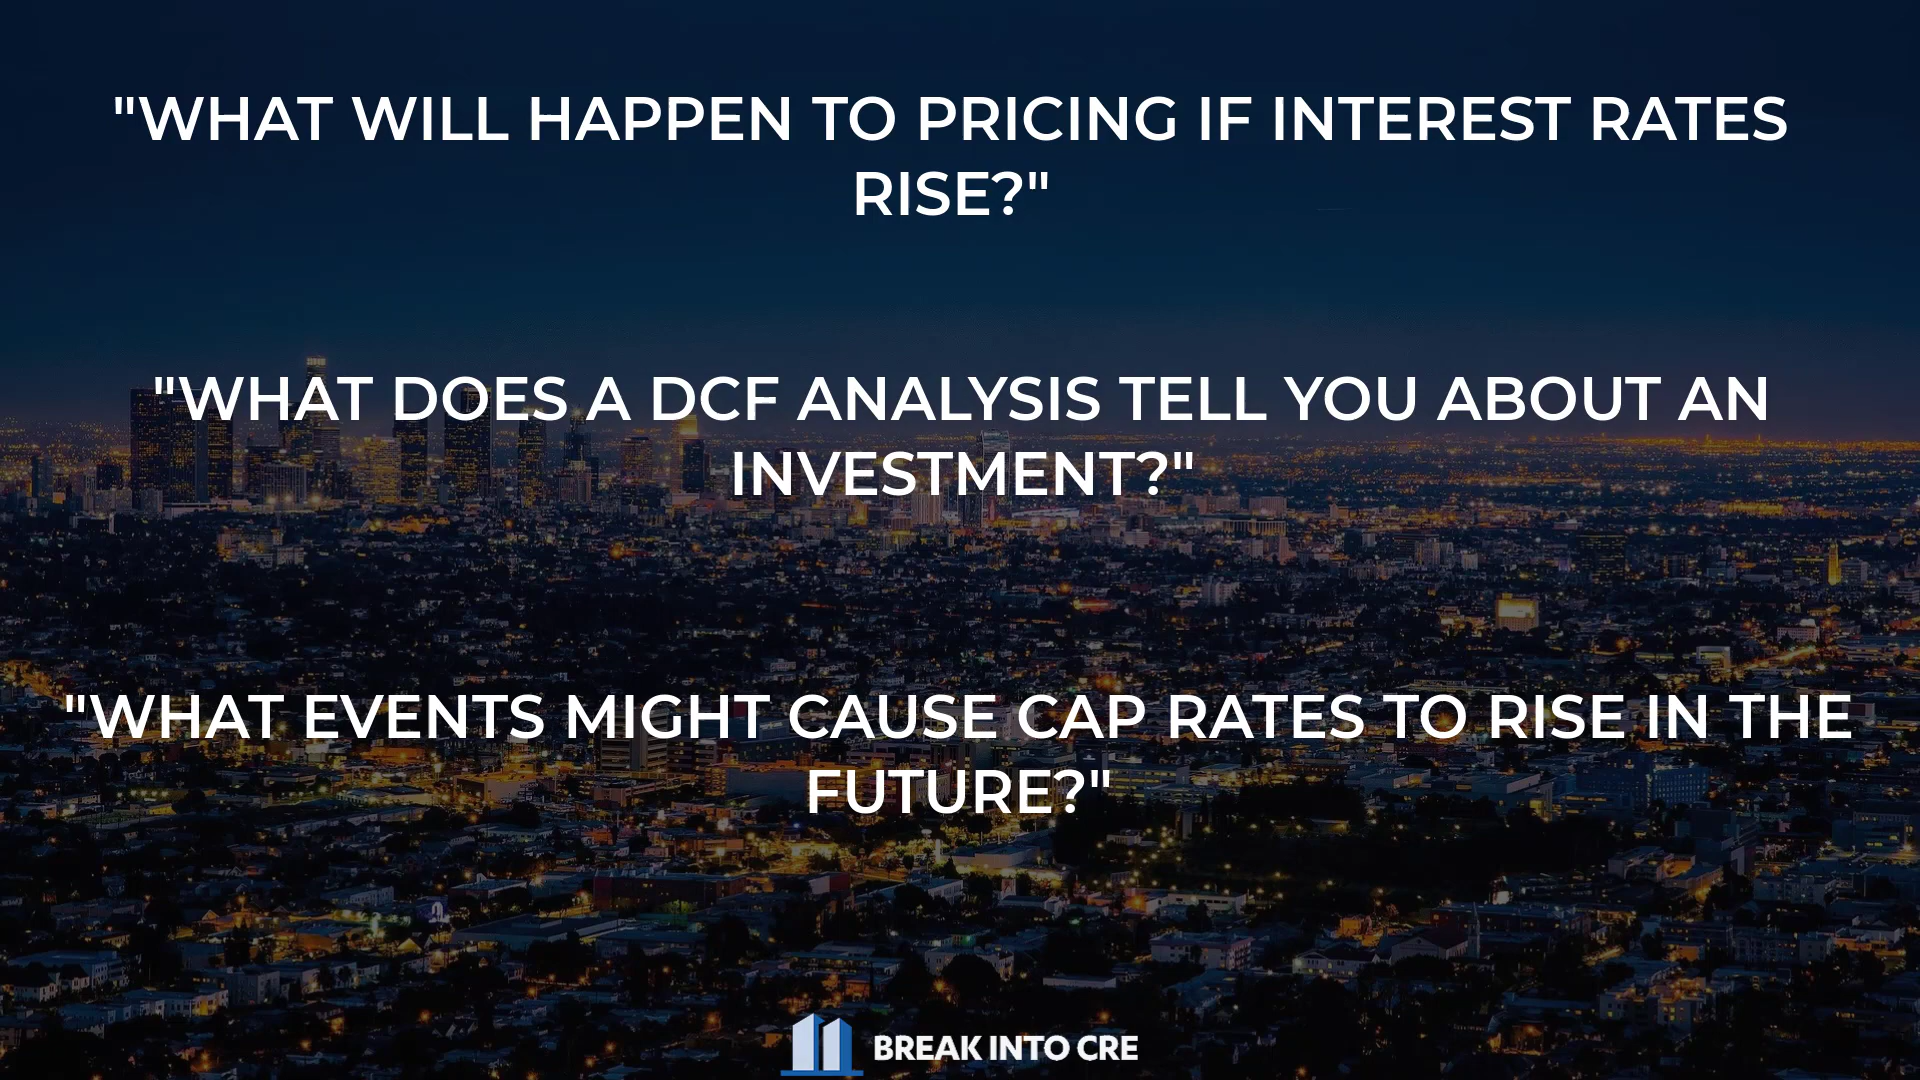 "WHAT WILL HAPPEN TO PRICING IF INTEREST RATES
RISE?"
"WHAT DOES A DCF ANALYSIS TELL YOU ABOUT AN
INVESTMENT?"
"WHAT EVENTS MIGHT CAUSE CAP RATES TO RISE IN THE
FUTURE?"
BREAK INTO CRE